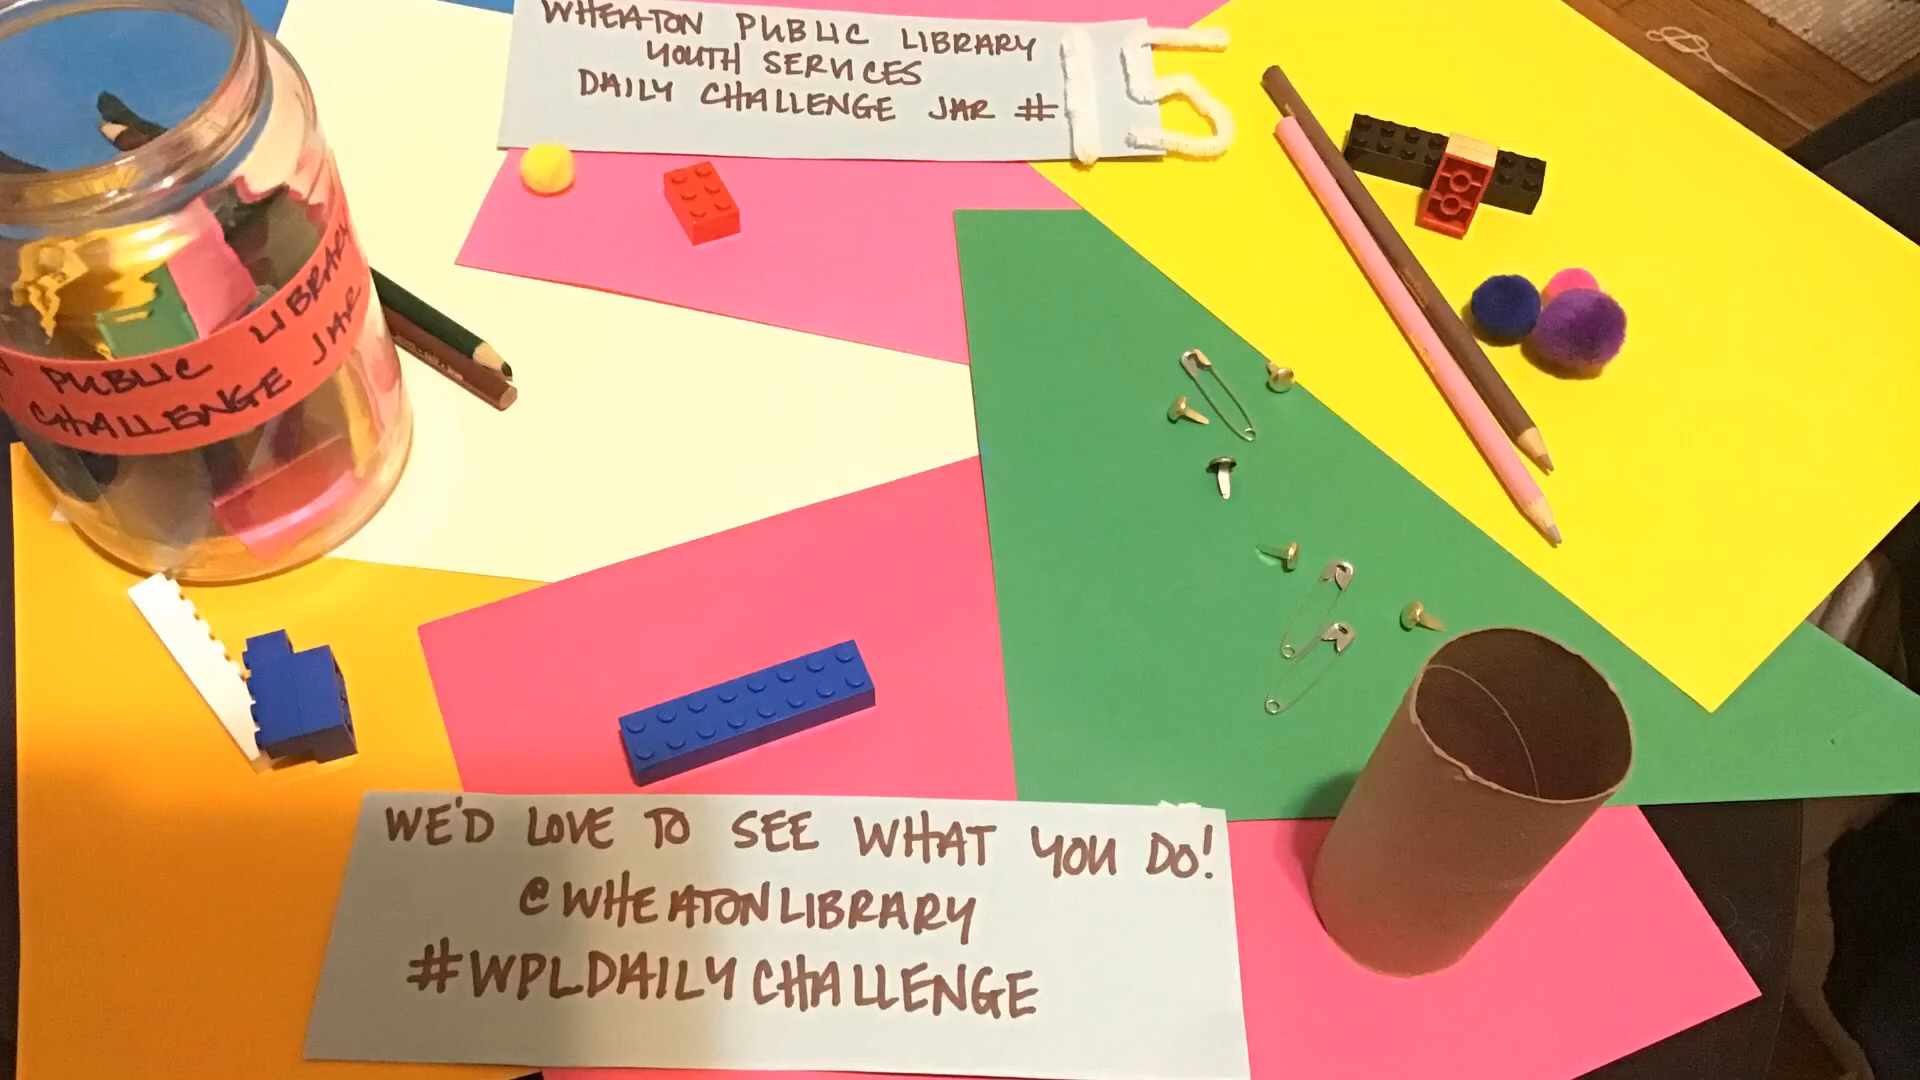 WHEATON PUBLIC LIBRARY
YOUTH SERVICES
DAILY CHALLENGE JAR #15
PUBLIC LIBRARY
CHALLENGE JAR
WE'D LOVE TO SEE WHAT YOU DO!
@WHEATONLIBRARY
#WPLDAILYCHALLENGE